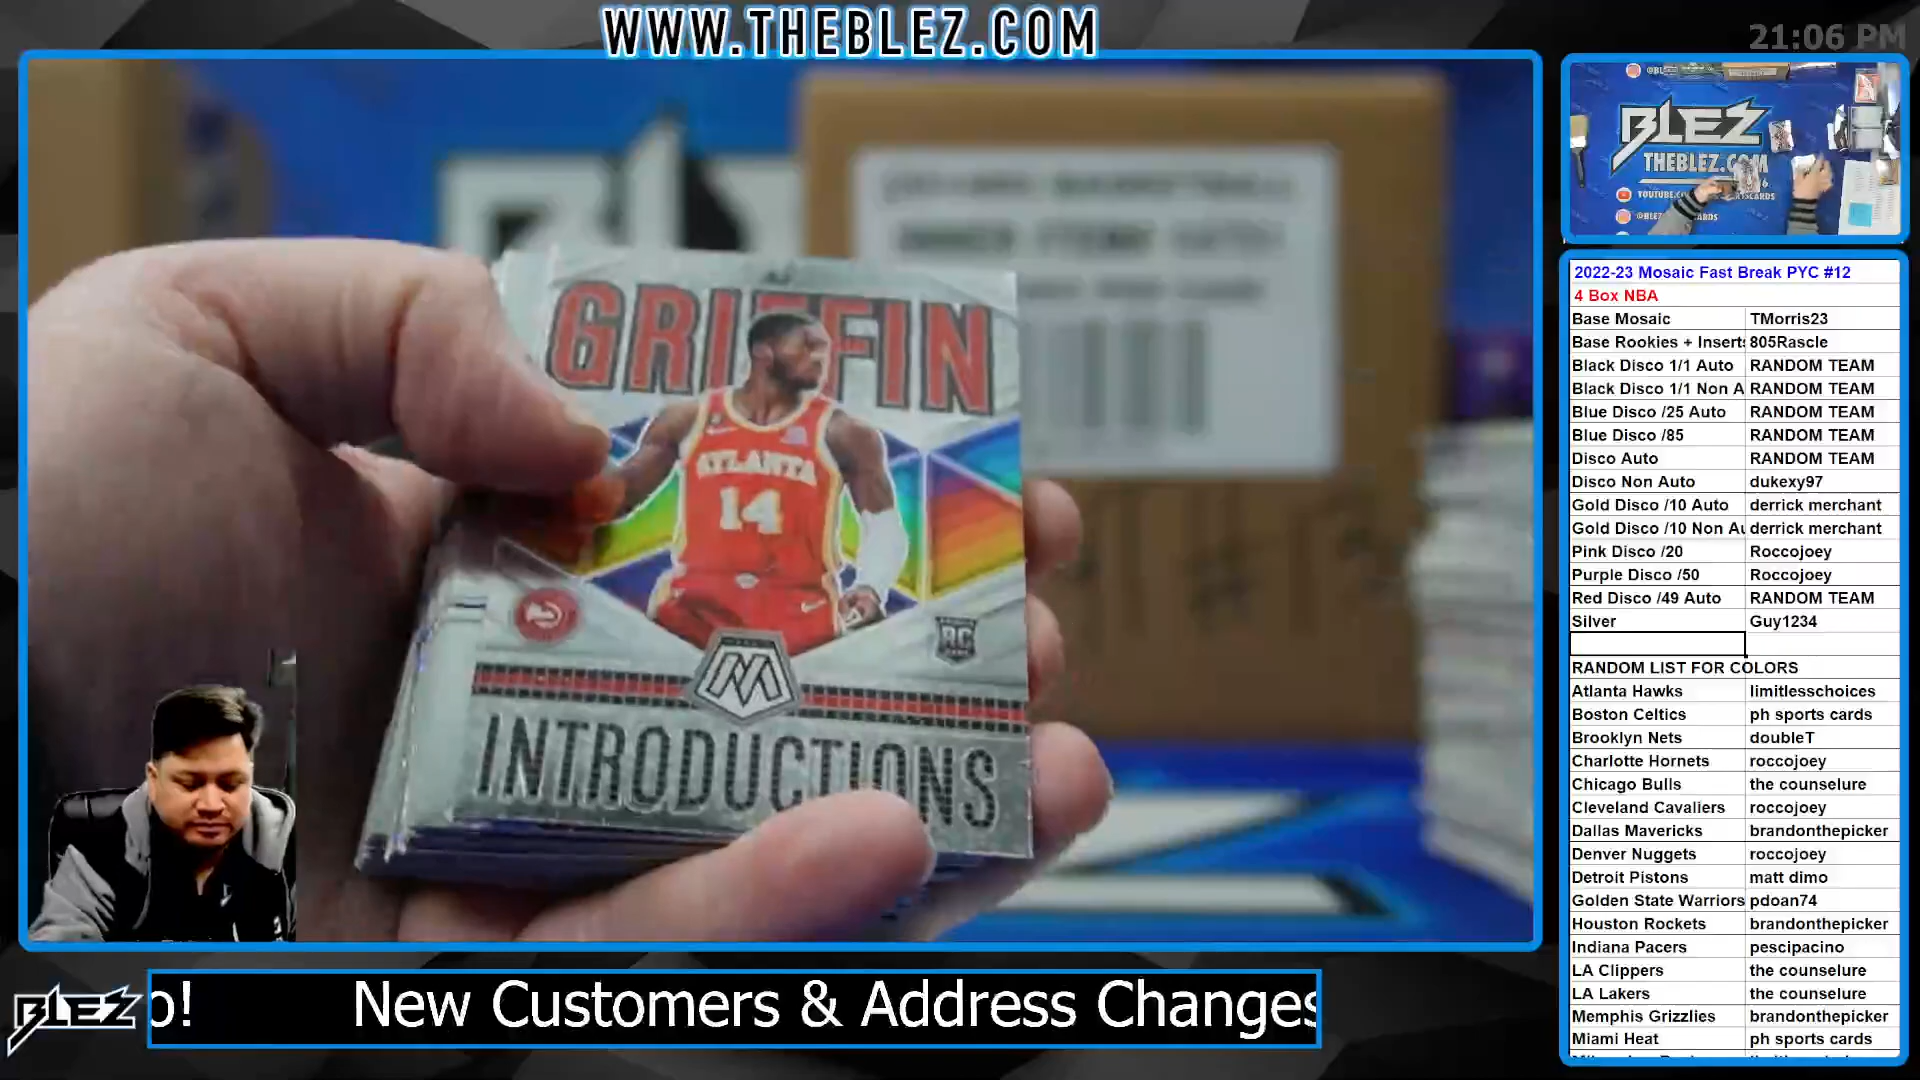 WWW.THEBLEZ.COM
21:06 PM
GRIFFIN
ATLANTA
14
RC
INTRODUCTIONS
BLEZ
THEBLEZ.COM
2022-23 Mosaic Fast Break PYC #12
4 Box NBA
Base Mosaic TMorris23
Base Rookies + Inserts 805Rascle
Black Disco 1/1 Auto RANDOM TEAM
Black Disco 1/1 Non A RANDOM TEAM
Blue Disco /25 Auto RANDOM TEAM
Blue Disco /85 RANDOM TEAM
Disco Auto RANDOM TEAM
Disco Non Auto dukexy97
Gold Disco /10 Auto derrick merchant
Gold Disco /10 Non Au derrick merchant
Pink Disco /20 Roccojoey
Purple Disco /50 Roccojoey
Red Disco /49 Auto RANDOM TEAM
Silver Guy1234
RANDOM LIST FOR COLORS
Atlanta Hawks limitlesschoices
Boston Celtics ph sports cards
Brooklyn Nets doubleT
Charlotte Hornets roccojoey
Chicago Bulls the counselure
Cleveland Cavaliers roccojoey
Dallas Mavericks brandonthepicker
Denver Nuggets roccojoey
Detroit Pistons matt dimo
Golden State Warriors pdoan74
Houston Rockets brandonthepicker
Indiana Pacers pescipacino
LA Clippers the counselure
LA Lakers the counselure
Memphis Grizzlies brandonthepicker
Miami Heat ph sports cards
BLEZ
p! New Customers & Address Changes